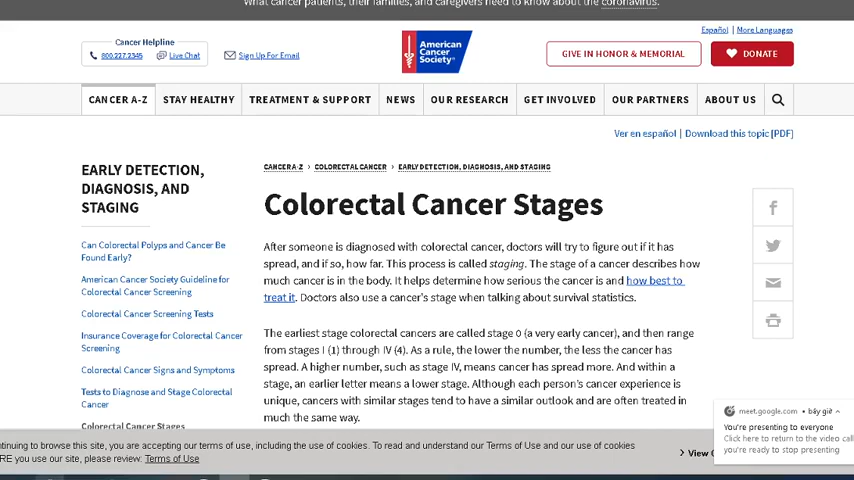 What cancer patients, their families, and caregivers need to know about the coronavirus.
Español | More Languages
Cancer Helpline
800.227.2345
Live Chat
Sign Up For Email
American
Cancer
Society
GIVE IN HONOR & MEMORIAL
DONATE
CANCER A-Z
STAY HEALTHY
TREATMENT & SUPPORT
NEWS
OUR RESEARCH
GET INVOLVED
OUR PARTNERS
ABOUT US
Ver en español | Download this topic [PDF]
EARLY DETECTION,
DIAGNOSIS, AND
STAGING
Can Colorectal Polyps and Cancer Be
Found Early?
American Cancer Society Guideline for
Colorectal Cancer Screening
Colorectal Cancer Screening Tests
Insurance Coverage for Colorectal Cancer
Screening
Colorectal Cancer Signs and Symptoms
Tests to Diagnose and Stage Colorectal
Cancer
Colorectal Cancer Stages
CANCER A-Z › COLORECTAL CANCER › EARLY DETECTION, DIAGNOSIS, AND STAGING
Colorectal Cancer Stages
After someone is diagnosed with colorectal cancer, doctors will try to figure out if it has
spread, and if so, how far. This process is called staging. The stage of a cancer describes how
much cancer is in the body. It helps determine how serious the cancer is and how best to
treat it. Doctors also use a cancer's stage when talking about survival statistics.
The earliest stage colorectal cancers are called stage 0 (a very early cancer), and then range
from stages I (1) through IV (4). As a rule, the lower the number, the less the cancer has
spread. A higher number, such as stage IV, means cancer has spread more. And within a
stage, an earlier letter means a lower stage. Although each person's cancer experience is
unique, cancers with similar stages tend to have a similar outlook and are often treated in
much the same way.
meet.google.com • bây giờ
You're presenting to everyone
Click here to return to the video call
you're ready to stop presenting
ntinuing to browse this site, you are accepting our terms of use, including the use of cookies. To read and understand our Terms of Use and our use of cookies
RE you use our site, please review: Terms of Use
View